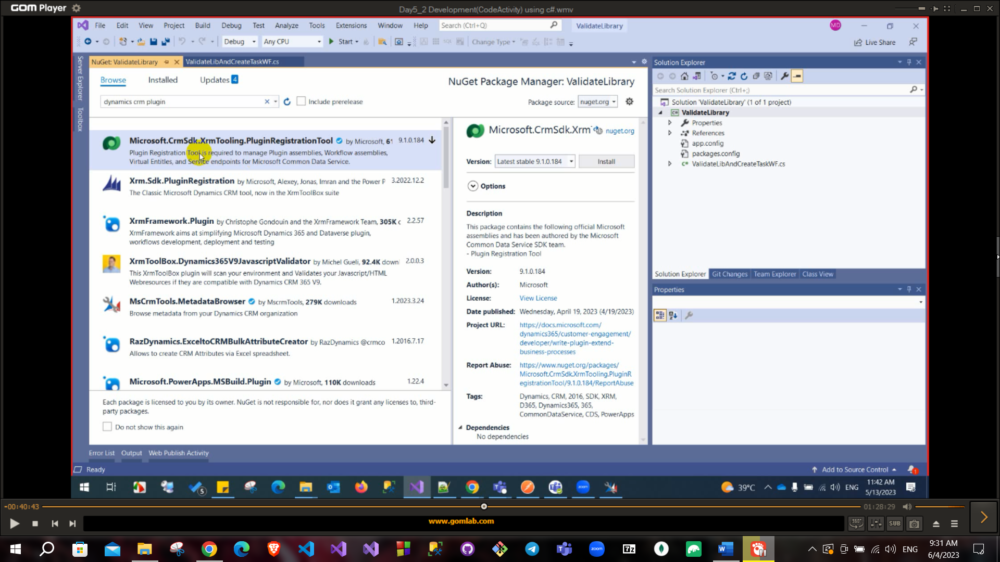 GOM Player
Day5_2 Development(CodeActivity) using c#.wmv
File Edit View Project Build Debug Test Analyze Tools Extensions Window Help Search (Ctrl+Q) ValidateLibrary MD
Debug Any CPU Start Change Type Live Share
Server Explorer
Toolbox
NuGet: ValidateLibrary ValidateLibAndCreateTaskWF.cs
Browse Installed Updates 4
NuGet Package Manager: ValidateLibrary
dynamics crm plugin Include prerelease
Package source: nuget.org
Microsoft.CrmSdk.XrmTooling.PluginRegistrationTool by Microsoft, 9.1.0.184
Plugin Registration Tool is required to manage Plugin assemblies, Workflow assemblies,
Virtual Entities, and Service endpoints for Microsoft Common Data Service.
Xrm.Sdk.PluginRegistration by Microsoft, Alexey, Jonas, Imran and the Power P 3.2022.12.2
The Classic Microsoft Dynamics CRM tool, now in the XrmToolBox suite
XrmFramework.Plugin by Christophe Gondouin and the XrmFramework Team, 305K 2.2.57
XrmFramework aims at simplifying Microsoft Dynamics 365 and Dataverse plugin,
workflows development, deployment and testing
XrmToolBox.Dynamics365V9JavascriptValidator by Michel Gueli, 92.4K down 2.0.0.3
This XrmToolBox plugin will scan your environment and Validates your Javascript/HTML
Webresources if they are compatible with Dynamics CRM 365 V9.
MsCrmTools.MetadataBrowser by MscrmTools, 279K downloads 1.2023.3.24
Browse metadata from your Dynamics CRM organization
RazDynamics.ExceltoCRMBulkAttributeCreator by RazDynamics @crmco 1.2016.7.17
Allows to create CRM Attributes via Excel spreadsheet.
Microsoft.PowerApps.MSBuild.Plugin by Microsoft, 110K downloads 1.22.4
Each package is licensed to you by its owner. NuGet is not responsible for, nor does it grant any licenses to, third-
party packages.
Do not show this again
Microsoft.CrmSdk.Xrm nuget.org
Version: Latest stable 9.1.0.184 Install
Options
Description
This package contains the following official Microsoft
assemblies and has been authored by the Microsoft
Common Data Service SDK team.
- Plugin Registration Tool
Version: 9.1.0.184
Author(s): Microsoft
License: View License
Date published: Wednesday, April 19, 2023 (4/19/2023)
Project URL: https://docs.microsoft.com/
dynamics365/customer-engagement/
developer/write-plugin-extend-
business-processes
Report Abuse: https://www.nuget.org/packages/
Microsoft.CrmSdk.XrmTooling.PluginR
egistrationTool/9.1.0.184/ReportAbuse
Tags: Dynamics, CRM, 2016, SDK, XRM,
D365, Dynamics365, 365,
CommonDataService, CDS, PowerApps
Dependencies
No dependencies
Solution Explorer
Search Solution Explorer (Ctrl+;)
Solution 'ValidateLibrary' (1 of 1 project)
ValidateLibrary
Properties
References
app.config
packages.config
C# ValidateLibAndCreateTaskWF.cs
Solution Explorer Git Changes Team Explorer Class View
Properties
Error List Output Web Publish Activity
Ready Add to Source Control 1
5 zoom 39°C ENG 11:42 AM
5/13/2023
-00:40:43 01:28:29
www.gomlab.com
360° SUB
zoom 7z W ENG 9:31 AM
6/4/2023